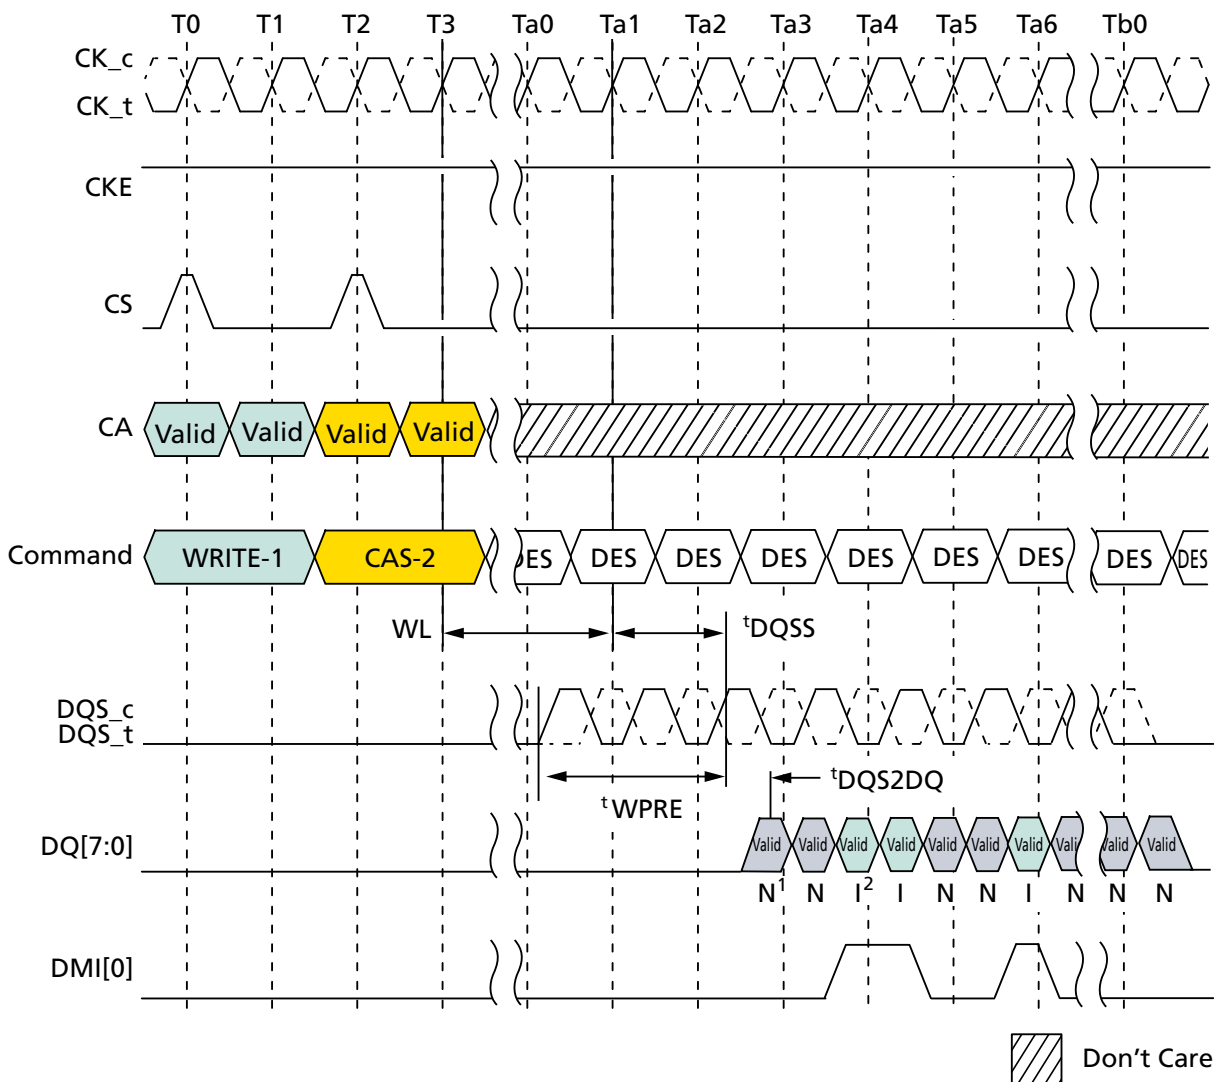 T0 T1 T2 T3 Ta0 Ta1 Ta2 Ta3 Ta4 Ta5 Ta6 Tb0
CK_c
CK_t
CKE
CS
CA Valid Valid Valid Valid
Command WRITE-1 CAS-2 DES DES DES DES DES DES DES DES DES
WL tDQSS
DQS_c
DQS_t
tDQS2DQ
tWPRE
DQ[7:0] Valid Valid Valid Valid Valid Valid Valid Vali Valid Valid
N1 N I2 I N N I N N N
DMI[0]
Don't Care